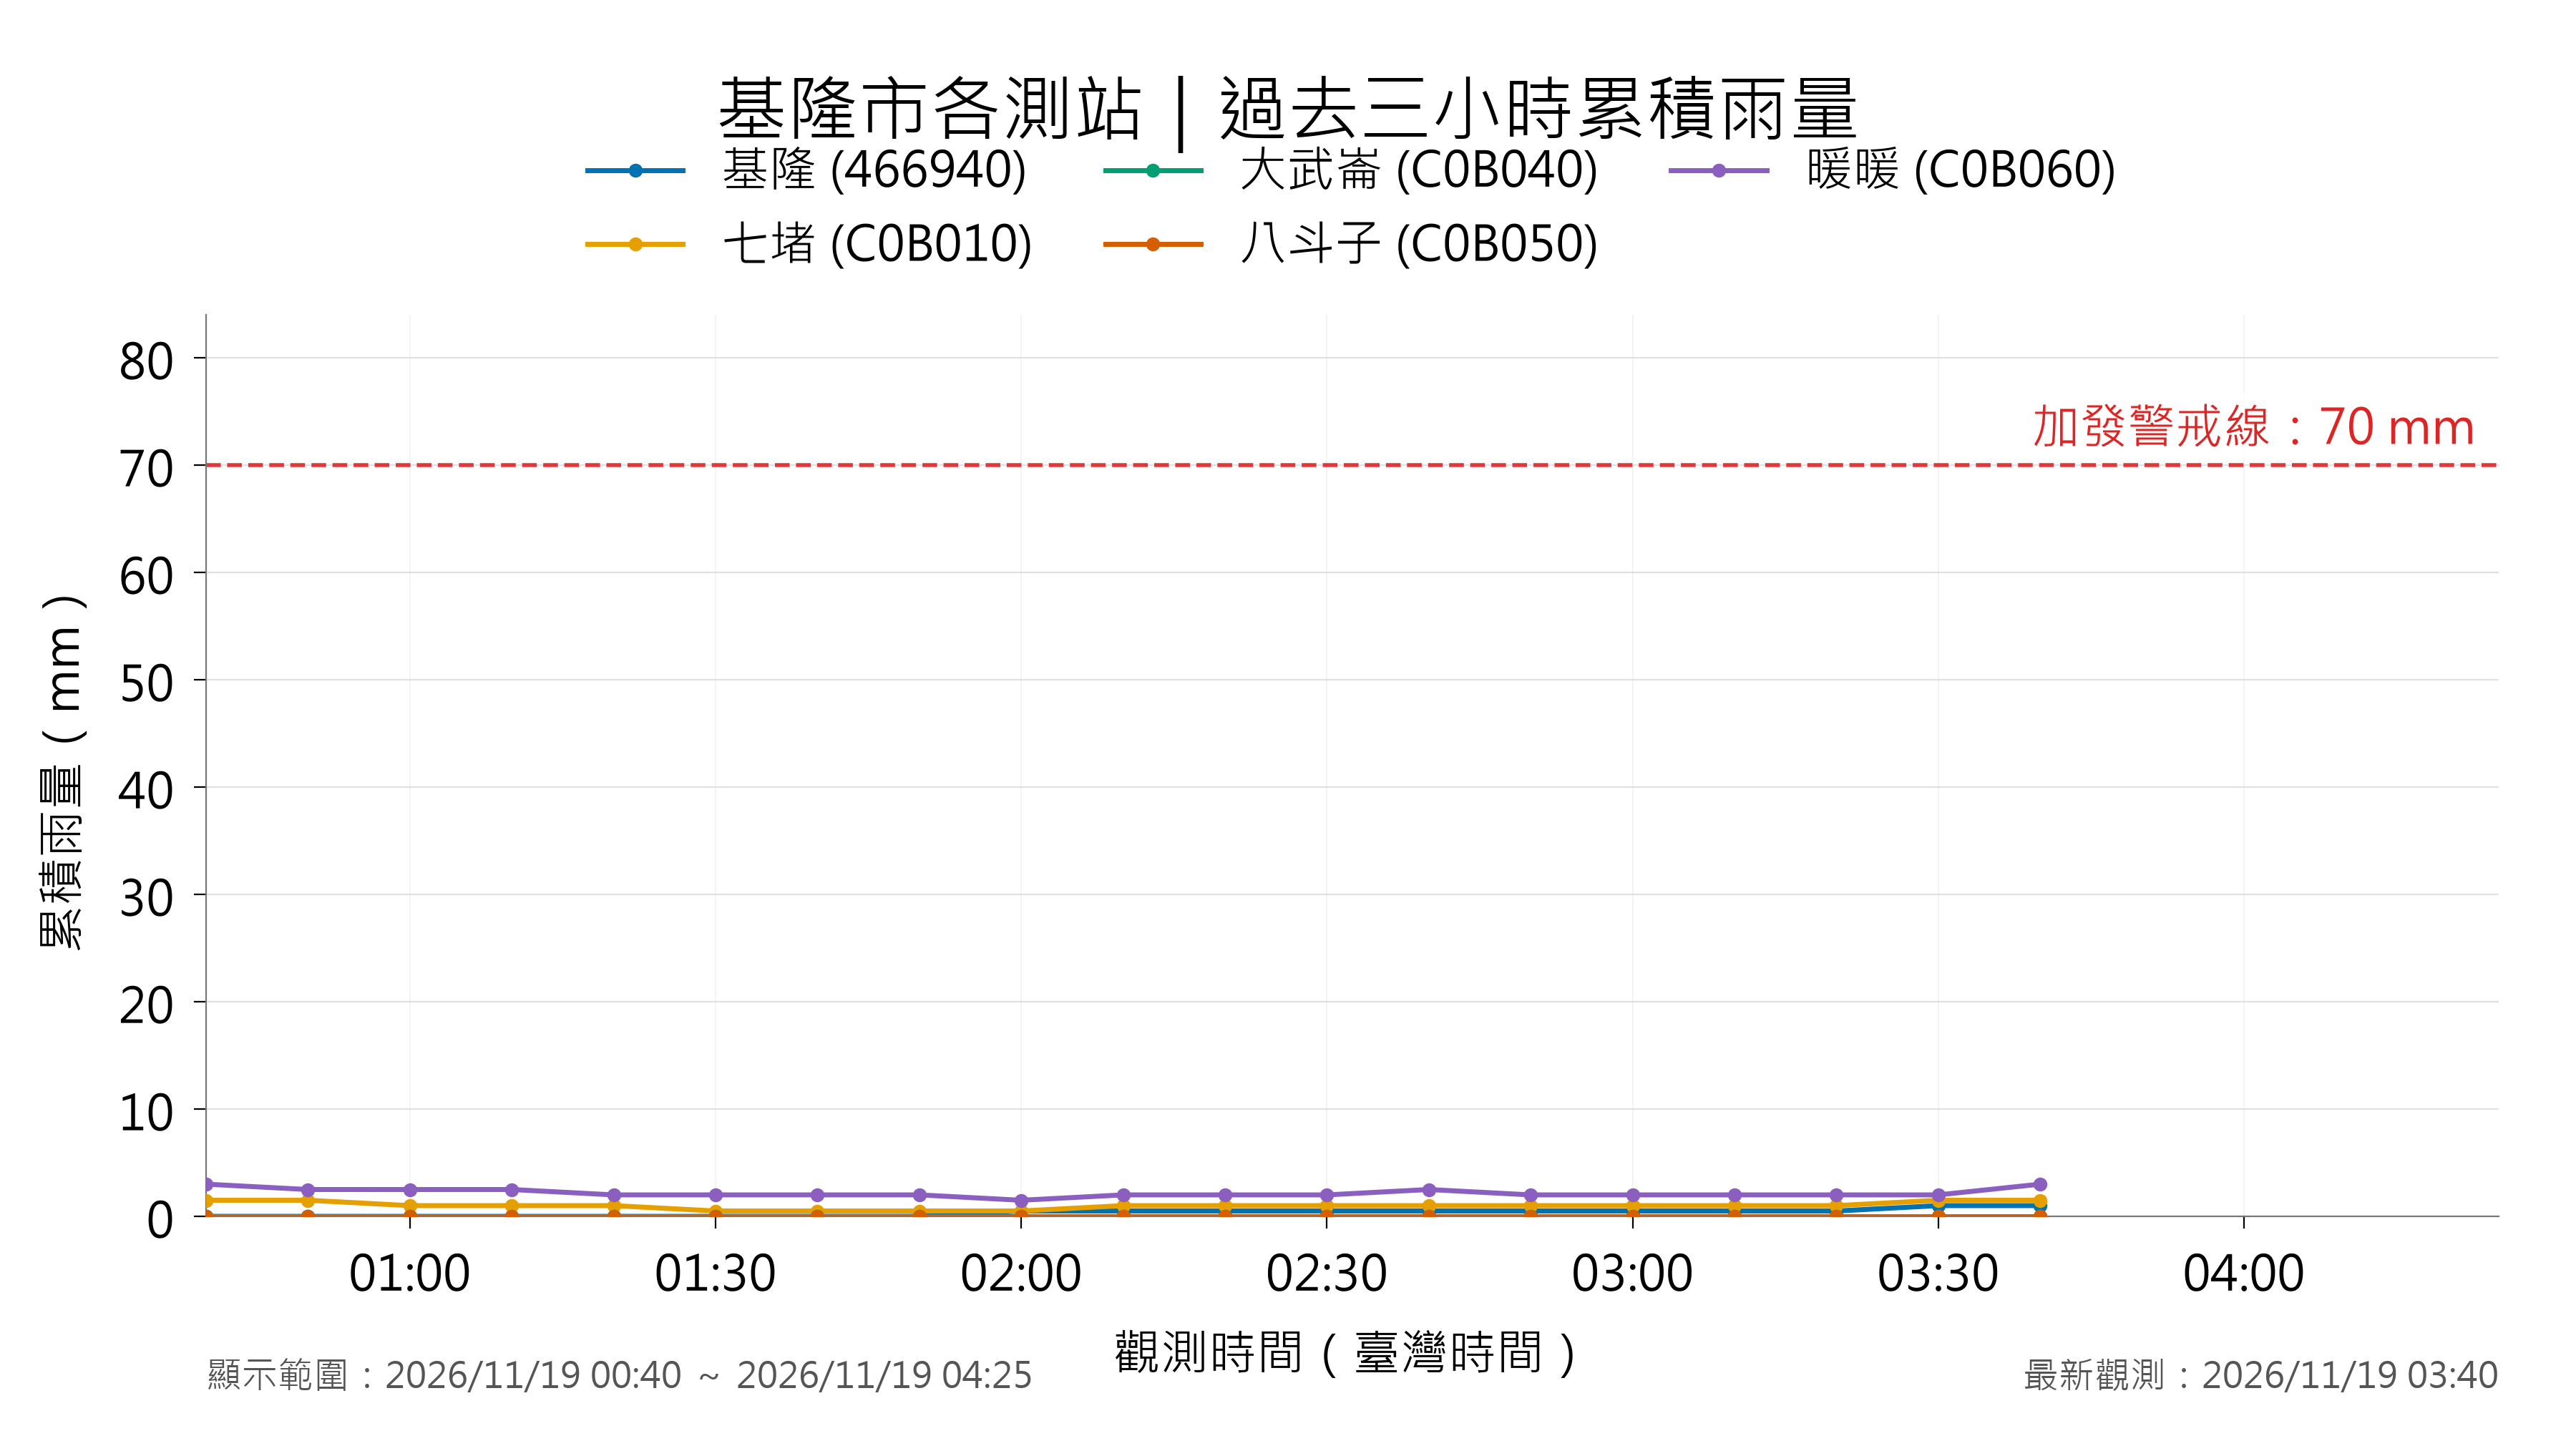 基隆市各測站｜過去三小時累積雨量
基隆 (466940)
大武崙 (C0B040)
暖暖 (C0B060)
七堵 (C0B010)
八斗子 (C0B050)
加發警戒線：70 mm
累積雨量（mm）
80
70
60
50
40
30
20
10
0
01:00
01:30
02:00
02:30
03:00
03:30
04:00
觀測時間（臺灣時間）
顯示範圍：2026/11/19 00:40 ~ 2026/11/19 04:25
最新觀測：2026/11/19 03:40